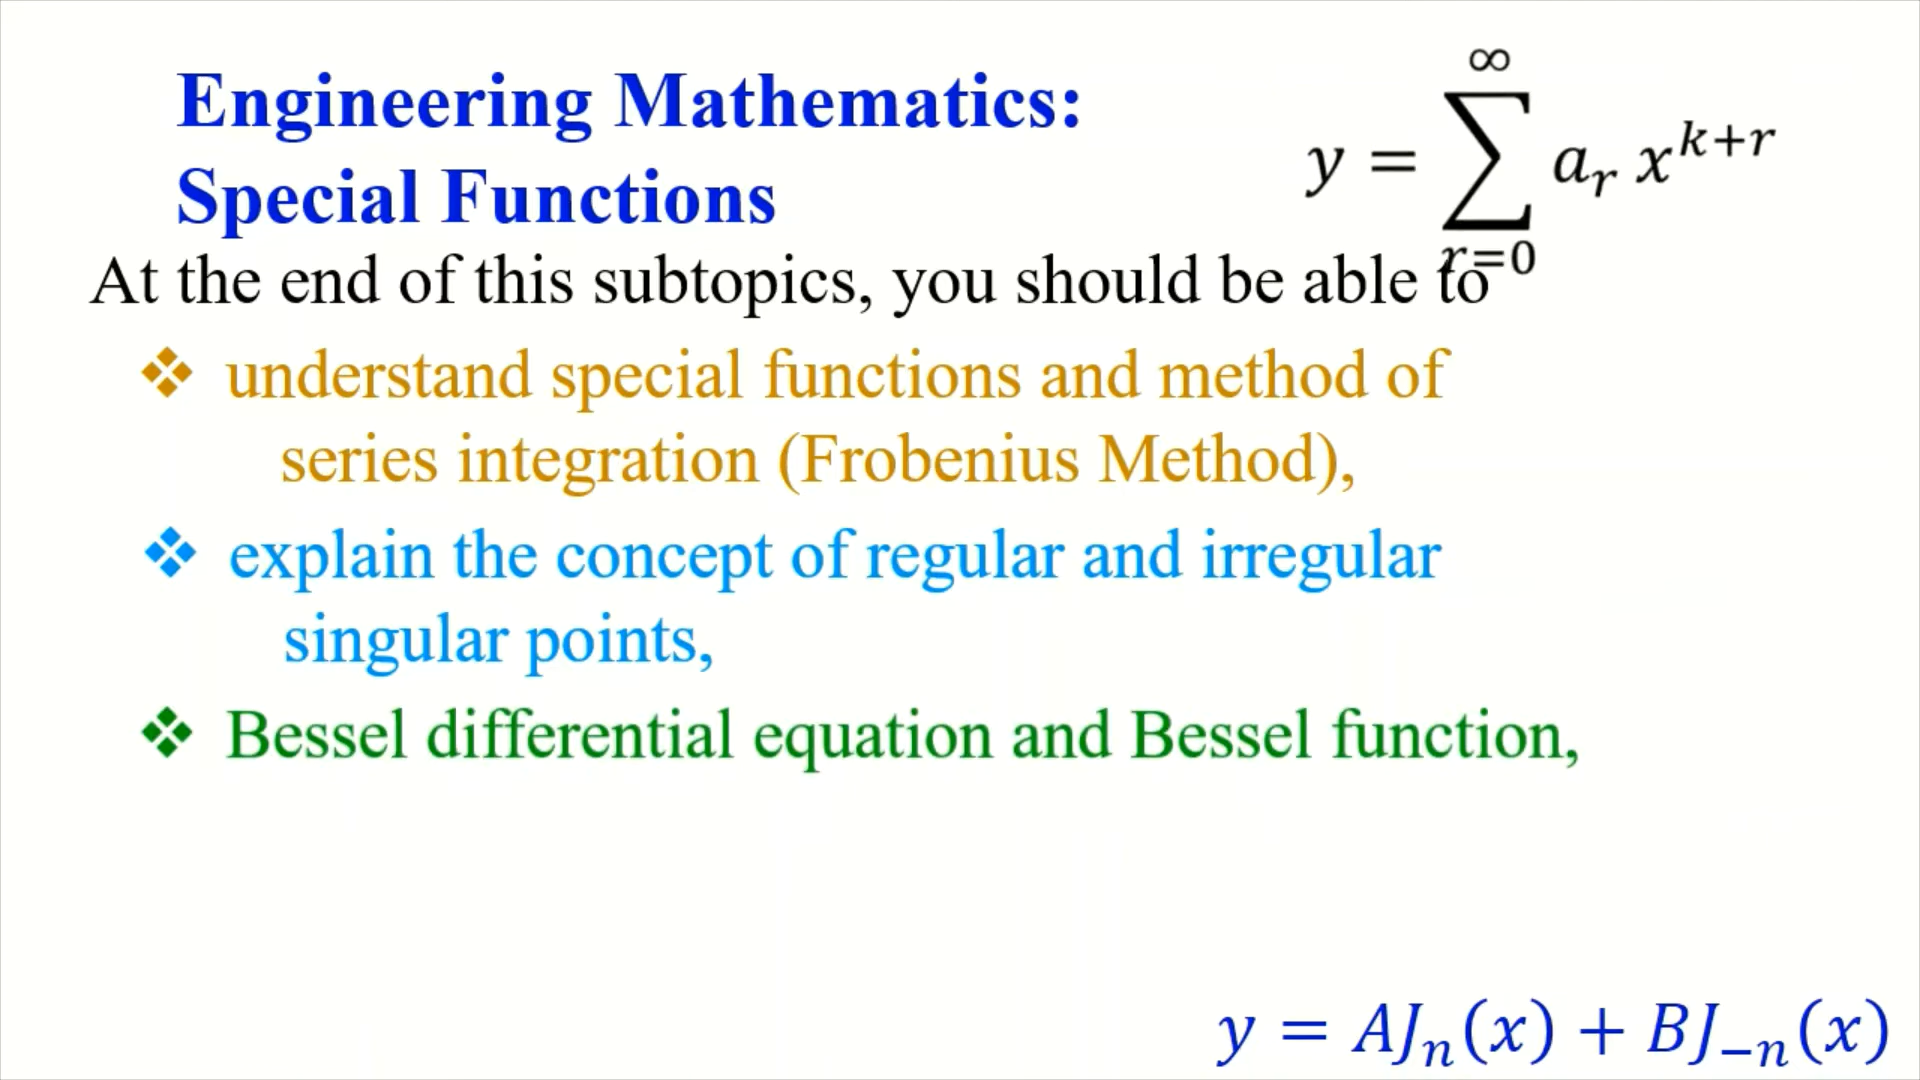 Engineering Mathematics:
Special Functions
y = ∑_{r=0}^{∞} a_r x^{k+r}
At the end of this subtopics, you should be able to
❖ understand special functions and method of
series integration (Frobenius Method),
❖ explain the concept of regular and irregular
singular points,
❖ Bessel differential equation and Bessel function,
y = AJ_n(x) + BJ_{−n}(x)